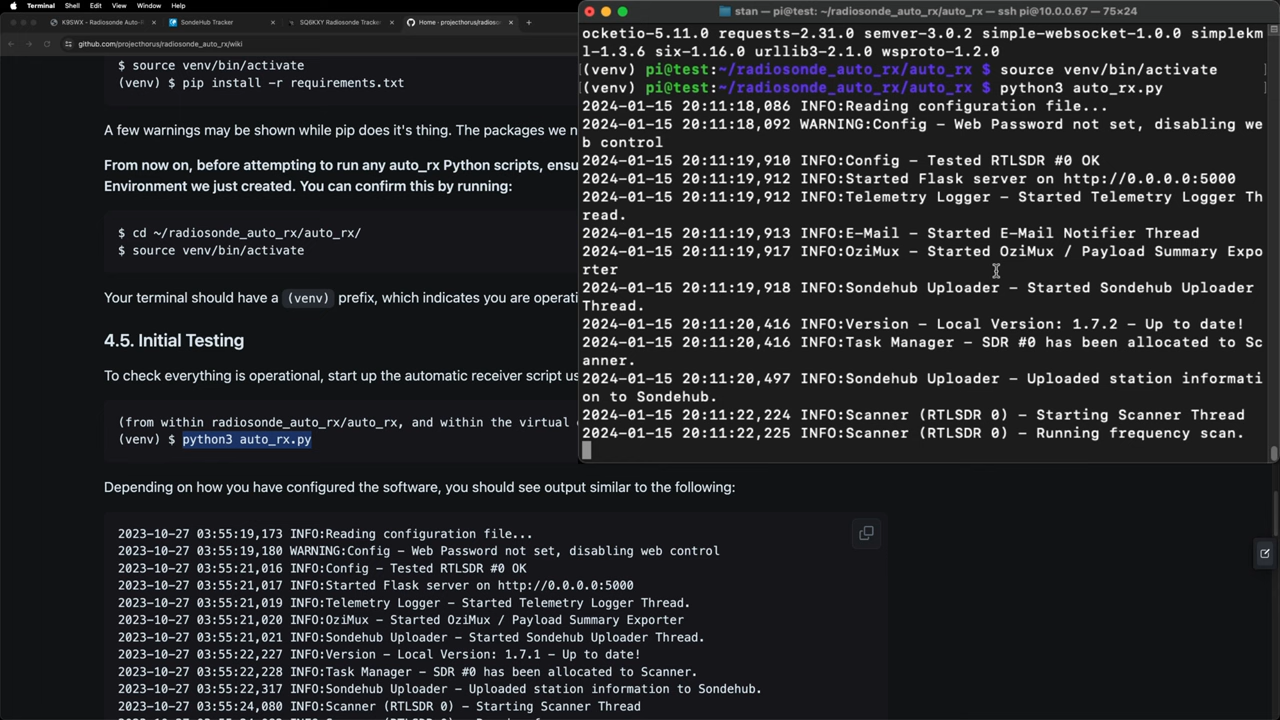 Terminal Shell Edit View Window Help
K9SWX - Radiosonde Auto-
SondeHub Tracker
SQ6KXY Radiosonde Tracker
Home · projecthorus/radioso
github.com/projecthorus/radiosonde_auto_rx/wiki
$ source venv/bin/activate
(venv) $ pip install -r requirements.txt
A few warnings may be shown while pip does it's thing. The packages we n
From now on, before attempting to run any auto_rx Python scripts, ensu
Environment we just created. You can confirm this by running:
$ cd ~/radiosonde_auto_rx/auto_rx/
$ source venv/bin/activate
Your terminal should have a (venv) prefix, which indicates you are operati
4.5. Initial Testing
To check everything is operational, start up the automatic receiver script us
(from within radiosonde_auto_rx/auto_rx, and within the virtual
(venv) $ python3 auto_rx.py
Depending on how you have configured the software, you should see output similar to the following:
2023-10-27 03:55:19,173 INFO:Reading configuration file...
2023-10-27 03:55:19,180 WARNING:Config - Web Password not set, disabling web control
2023-10-27 03:55:21,016 INFO:Config - Tested RTLSDR #0 OK
2023-10-27 03:55:21,017 INFO:Started Flask server on http://0.0.0.0:5000
2023-10-27 03:55:21,019 INFO:Telemetry Logger - Started Telemetry Logger Thread.
2023-10-27 03:55:21,020 INFO:OziMux - Started OziMux / Payload Summary Exporter
2023-10-27 03:55:21,021 INFO:Sondehub Uploader - Started Sondehub Uploader Thread.
2023-10-27 03:55:22,227 INFO:Version - Local Version: 1.7.1 - Up to date!
2023-10-27 03:55:22,228 INFO:Task Manager - SDR #0 has been allocated to Scanner.
2023-10-27 03:55:22,317 INFO:Sondehub Uploader - Uploaded station information to Sondehub.
2023-10-27 03:55:24,080 INFO:Scanner (RTLSDR 0) - Starting Scanner Thread
stan — pi@test: ~/radiosonde_auto_rx/auto_rx — ssh pi@10.0.0.67 — 75×24
ocketio-5.11.0 requests-2.31.0 semver-3.0.2 simple-websocket-1.0.0 simplekm
l-1.3.6 six-1.16.0 urllib3-2.1.0 wsproto-1.2.0
(venv) pi@test:~/radiosonde_auto_rx/auto_rx $ source venv/bin/activate
(venv) pi@test:~/radiosonde_auto_rx/auto_rx $ python3 auto_rx.py
2024-01-15 20:11:18,086 INFO:Reading configuration file...
2024-01-15 20:11:18,092 WARNING:Config - Web Password not set, disabling we
b control
2024-01-15 20:11:19,910 INFO:Config - Tested RTLSDR #0 OK
2024-01-15 20:11:19,912 INFO:Started Flask server on http://0.0.0.0:5000
2024-01-15 20:11:19,912 INFO:Telemetry Logger - Started Telemetry Logger Th
read.
2024-01-15 20:11:19,913 INFO:E-Mail - Started E-Mail Notifier Thread
2024-01-15 20:11:19,917 INFO:OziMux - Started OziMux / Payload Summary Expo
rter
2024-01-15 20:11:19,918 INFO:Sondehub Uploader - Started Sondehub Uploader
Thread.
2024-01-15 20:11:20,416 INFO:Version - Local Version: 1.7.2 - Up to date!
2024-01-15 20:11:20,416 INFO:Task Manager - SDR #0 has been allocated to Sc
anner.
2024-01-15 20:11:20,497 INFO:Sondehub Uploader - Uploaded station informati
on to Sondehub.
2024-01-15 20:11:22,224 INFO:Scanner (RTLSDR 0) - Starting Scanner Thread
2024-01-15 20:11:22,225 INFO:Scanner (RTLSDR 0) - Running frequency scan.